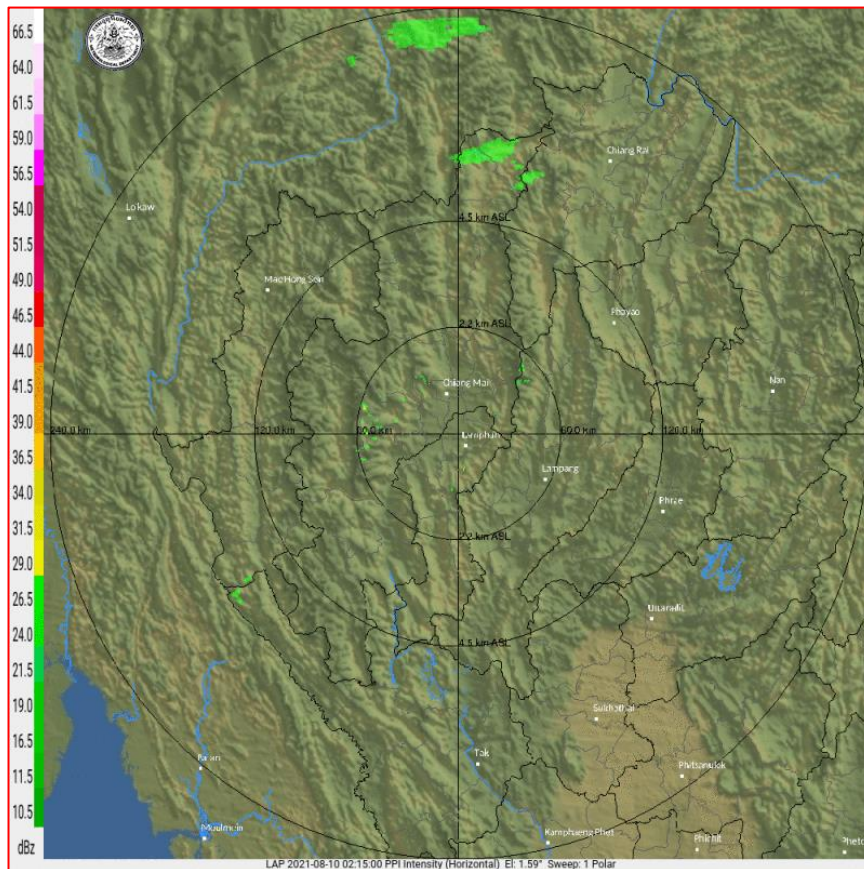 66.5
64.0
61.5
59.0
56.5
54.0
51.5
49.0
46.5
44.0
41.5
39.0
36.5
34.0
31.5
29.0
26.5
24.0
21.5
19.0
16.5
14.0
11.5
10.5
dBz
Chiang Rai
Loikaw
4.5 km ASL
Mae Hong Son
Phayao
2.2 km ASL
Chiang Mai
Nan
240.0 km
120.0 km
60.0 km
60.0 km
120.0 km
Lamphun
Lampang
Phrae
2.2 km ASL
Uttaradit
4.5 km ASL
Sukhothai
Tak
Pa'an
Phitsanulok
Moulmein
Kamphaeng Phet
Phichit
Phetc
LAP 2021-08-10 02:15:00 PPI Intensity (Horizontal) El: 1.59° Sweep: 1 Polar